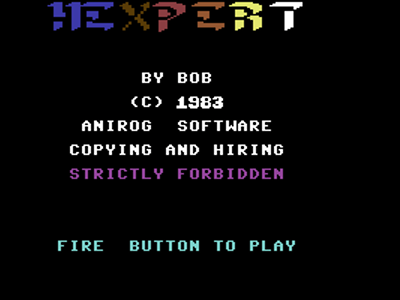 HEXPERT
BY BOB
(C) 1983
ANIROG SOFTWARE
COPYING AND HIRING
STRICTLY FORBIDDEN
FIRE BUTTON TO PLAY